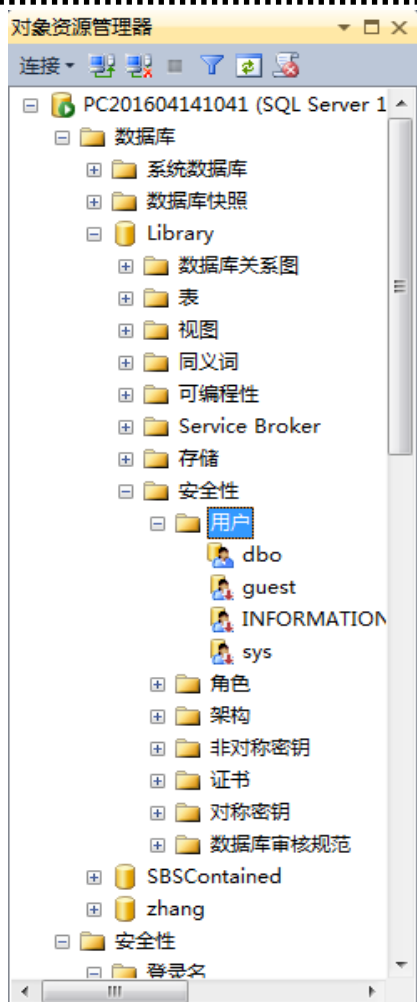 对象资源管理器
连接
PC201604141041 (SQL Server 1
数据库
系统数据库
数据库快照
Library
数据库关系图
表
视图
同义词
可编程性
Service Broker
存储
安全性
用户
dbo
guest
INFORMATION
sys
角色
架构
非对称密钥
证书
对称密钥
数据库审核规范
SBSContained
zhang
安全性
登录名